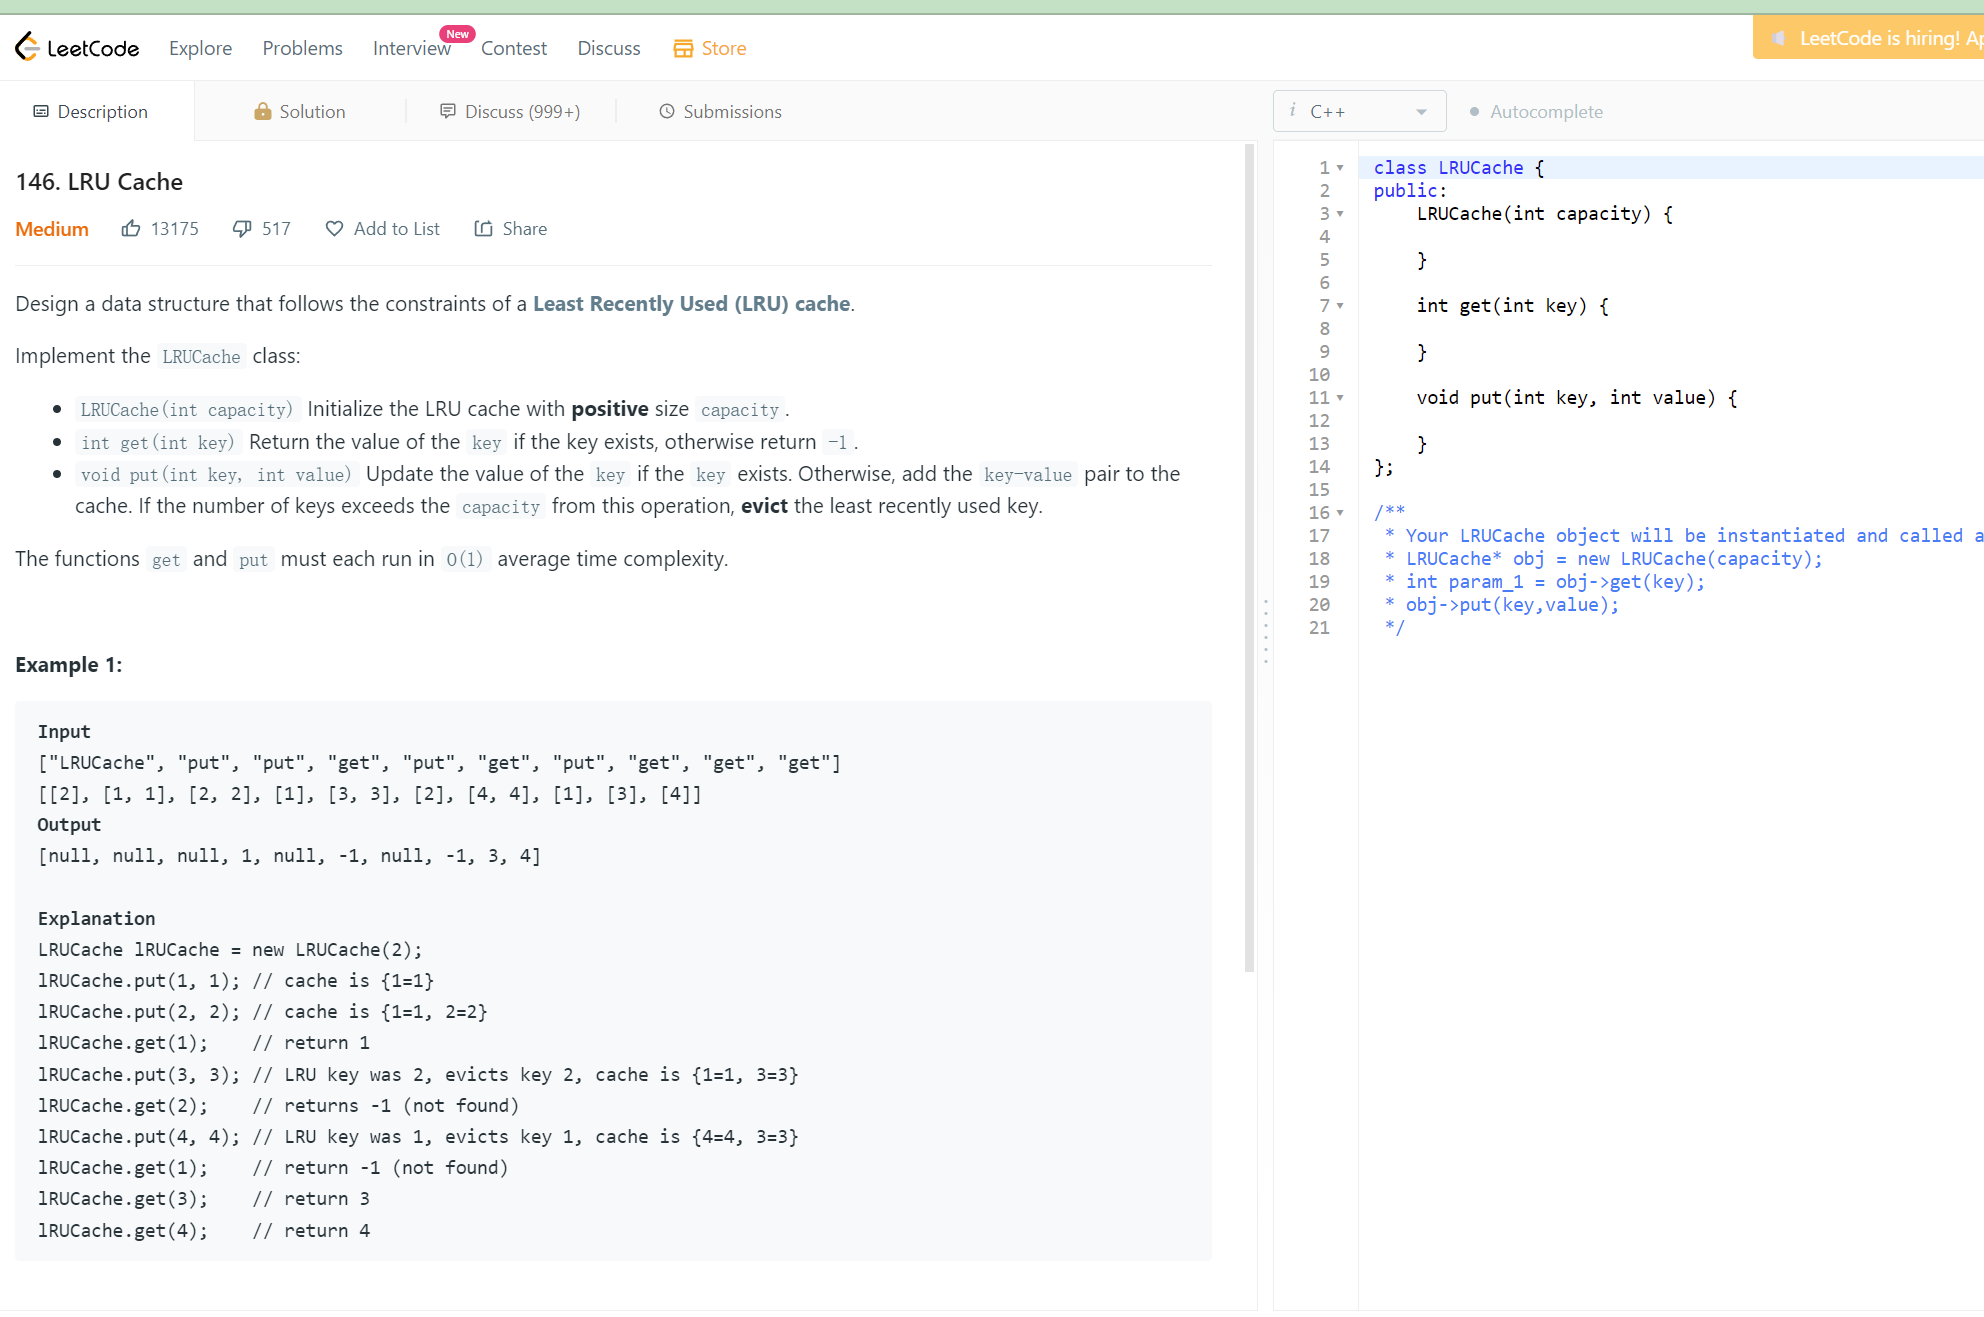 LeetCode Explore Problems Interview New Contest Discuss Store
LeetCode is hiring!
Description Solution Discuss (999+) Submissions
146. LRU Cache
Medium 13175 517 Add to List Share
Design a data structure that follows the constraints of a Least Recently Used (LRU) cache.
Implement the LRUCache class:
• LRUCache(int capacity) Initialize the LRU cache with positive size capacity.
• int get(int key) Return the value of the key if the key exists, otherwise return -1.
• void put(int key, int value) Update the value of the key if the key exists. Otherwise, add the key-value pair to the
cache. If the number of keys exceeds the capacity from this operation, evict the least recently used key.
The functions get and put must each run in O(1) average time complexity.
Example 1:
Input
["LRUCache", "put", "put", "get", "put", "get", "put", "get", "get", "get"]
[[2], [1, 1], [2, 2], [1], [3, 3], [2], [4, 4], [1], [3], [4]]
Output
[null, null, null, 1, null, -1, null, -1, 3, 4]
Explanation
LRUCache lRUCache = new LRUCache(2);
lRUCache.put(1, 1); // cache is {1=1}
lRUCache.put(2, 2); // cache is {1=1, 2=2}
lRUCache.get(1);    // return 1
lRUCache.put(3, 3); // LRU key was 2, evicts key 2, cache is {1=1, 3=3}
lRUCache.get(2);    // returns -1 (not found)
lRUCache.put(4, 4); // LRU key was 1, evicts key 1, cache is {4=4, 3=3}
lRUCache.get(1);    // return -1 (not found)
lRUCache.get(3);    // return 3
lRUCache.get(4);    // return 4
i C++ Autocomplete
1 class LRUCache {
2 public:
3     LRUCache(int capacity) {
4
5     }
6
7     int get(int key) {
8
9     }
10
11     void put(int key, int value) {
12
13     }
14 };
15
16 /**
17  * Your LRUCache object will be instantiated and called
18  * LRUCache* obj = new LRUCache(capacity);
19  * int param_1 = obj->get(key);
20  * obj->put(key,value);
21  */